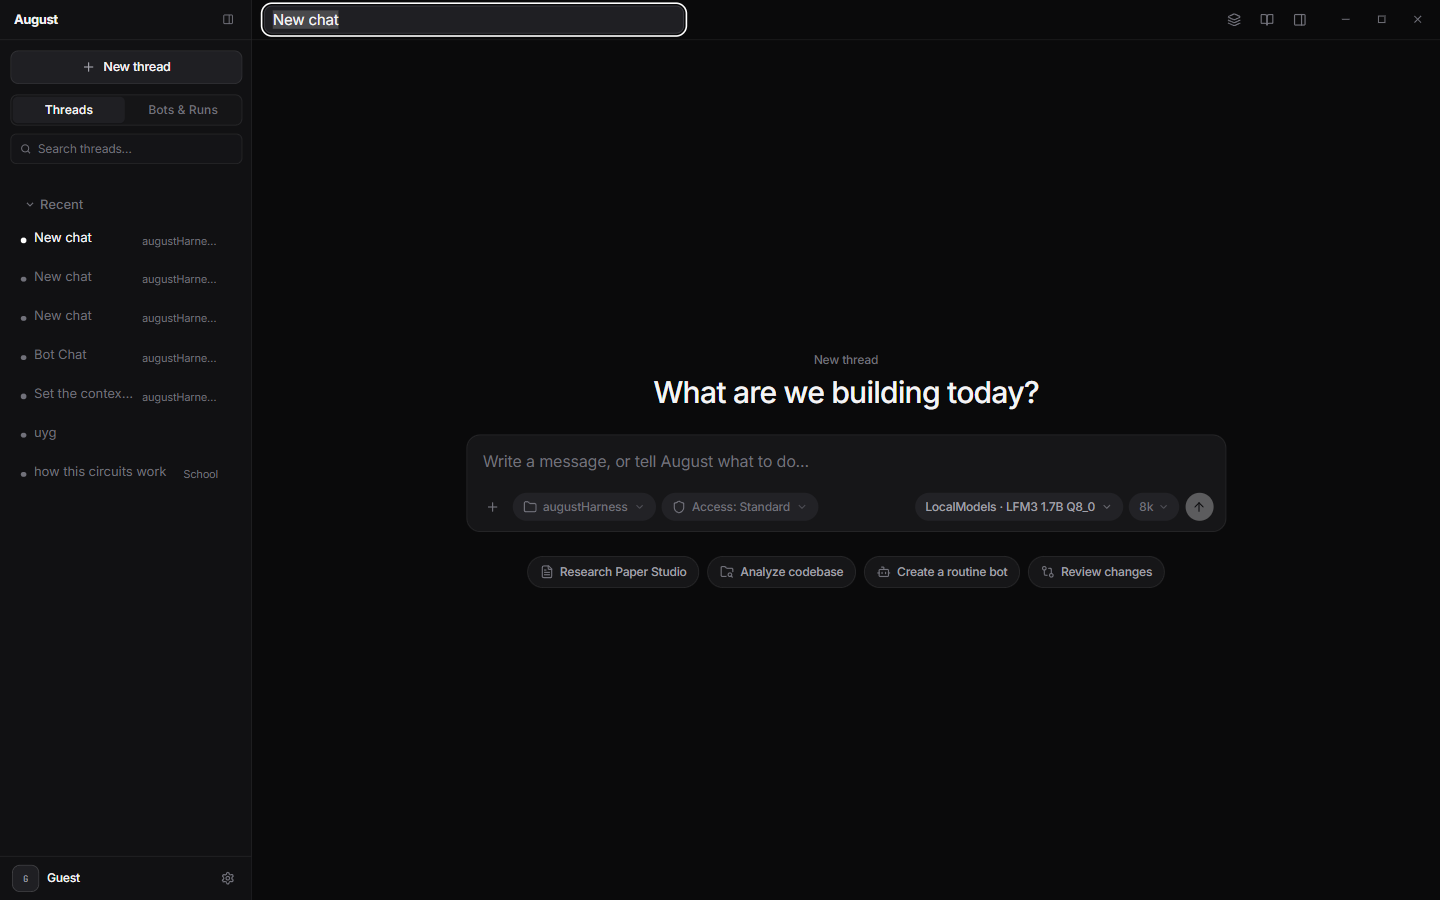 August
New chat
New thread
Threads
Bots & Runs
Search threads...
Recent
New chat augustHarne...
New chat augustHarne...
New chat augustHarne...
Bot Chat augustHarne...
Set the contex... augustHarne...
uyg
how this circuits work School
New thread
What are we building today?
Write a message, or tell August what to do...
augustHarness
Access: Standard
LocalModels · LFM3 1.7B Q8_0
8k
Research Paper Studio
Analyze codebase
Create a routine bot
Review changes
G
Guest